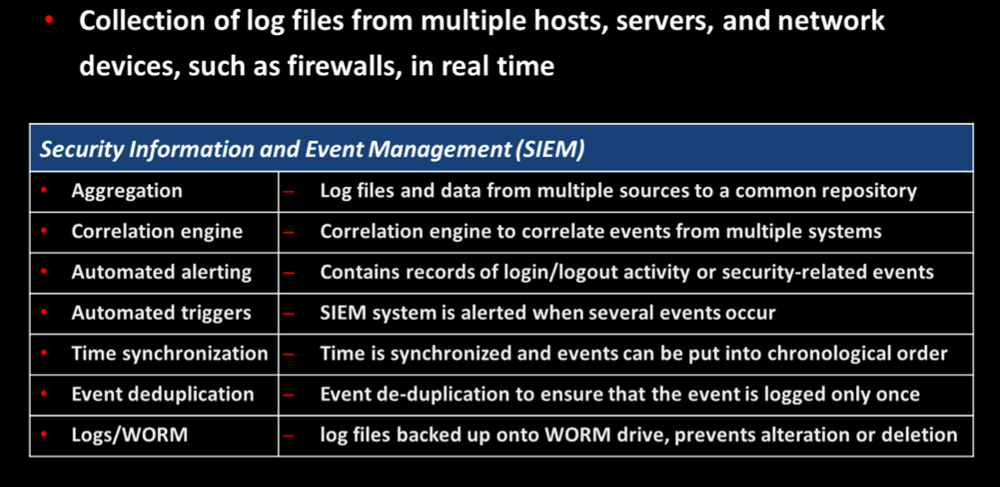 • Collection of log files from multiple hosts, servers, and network
devices, such as firewalls, in real time
Security Information and Event Management (SIEM)
• Aggregation – Log files and data from multiple sources to a common repository
• Correlation engine – Correlation engine to correlate events from multiple systems
• Automated alerting – Contains records of login/logout activity or security-related events
• Automated triggers – SIEM system is alerted when several events occur
• Time synchronization – Time is synchronized and events can be put into chronological order
• Event deduplication – Event de-duplication to ensure that the event is logged only once
• Logs/WORM – log files backed up onto WORM drive, prevents alteration or deletion